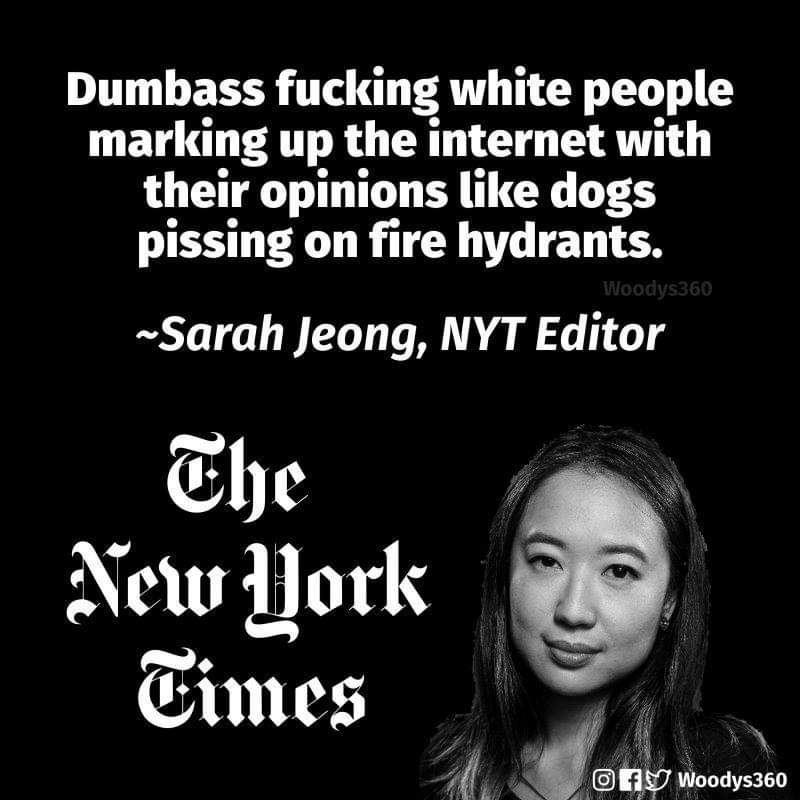 Dumbass fucking white people
marking up the internet with
their opinions like dogs
pissing on fire hydrants.
Woodys360
~Sarah Jeong, NYT Editor
The
New York
Times
Woodys360